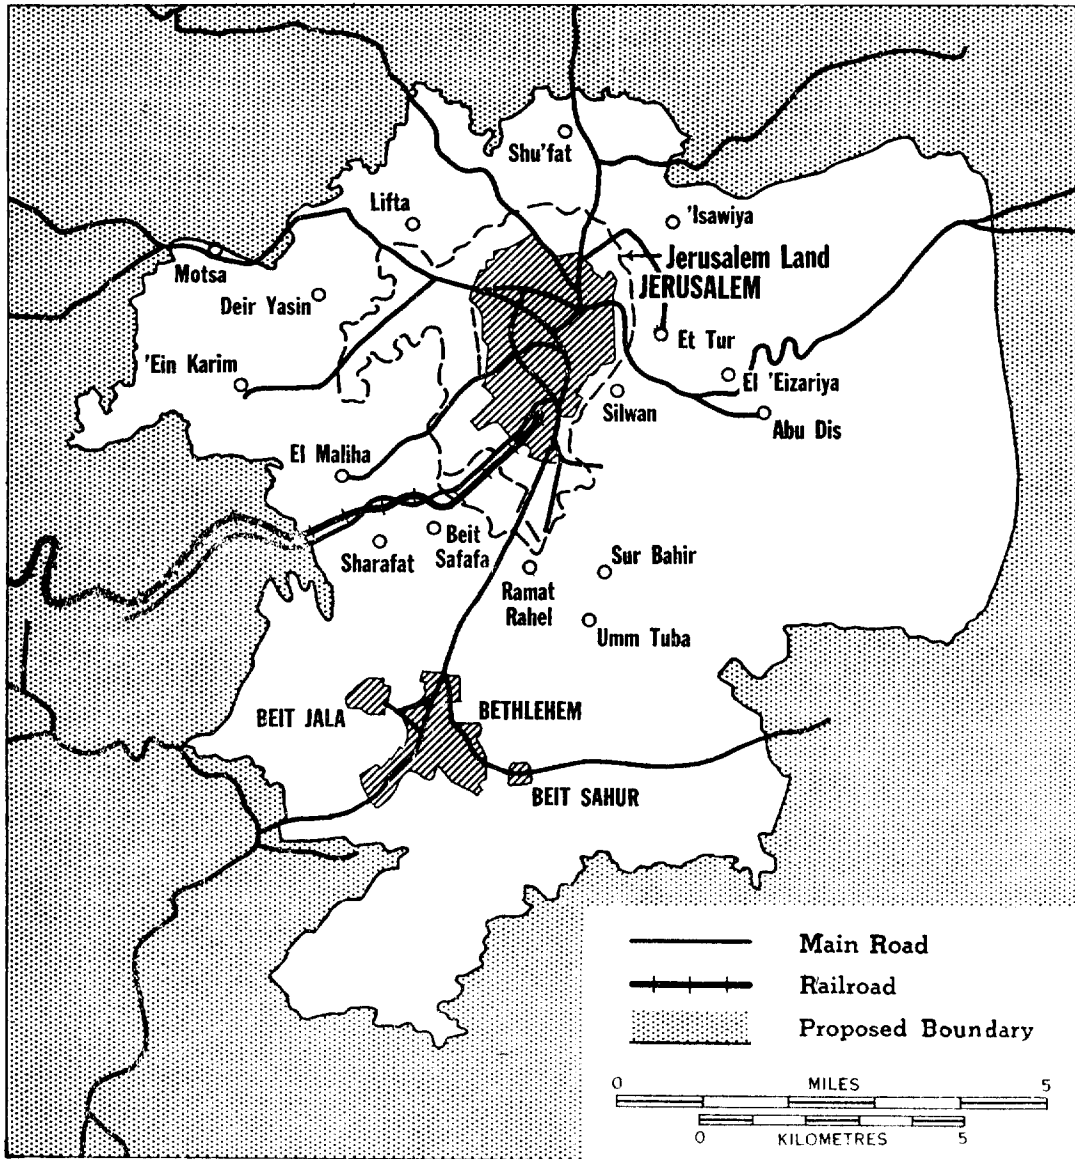 Shu'fat
Lifta
'Isawiya
Motsa
Jerusalem Land
JERUSALEM
Deir Yasin
Et Tur
'Ein Karim
El 'Eizariya
Silwan
Abu Dis
El Maliha
Sharafat
Beit
Safafa
Ramat
Rahel
Sur Bahir
Umm Tuba
BEIT JALA
BETHLEHEM
BEIT SAHUR
Main Road
Railroad
Proposed Boundary
0 MILES 5
0 KILOMETRES 5